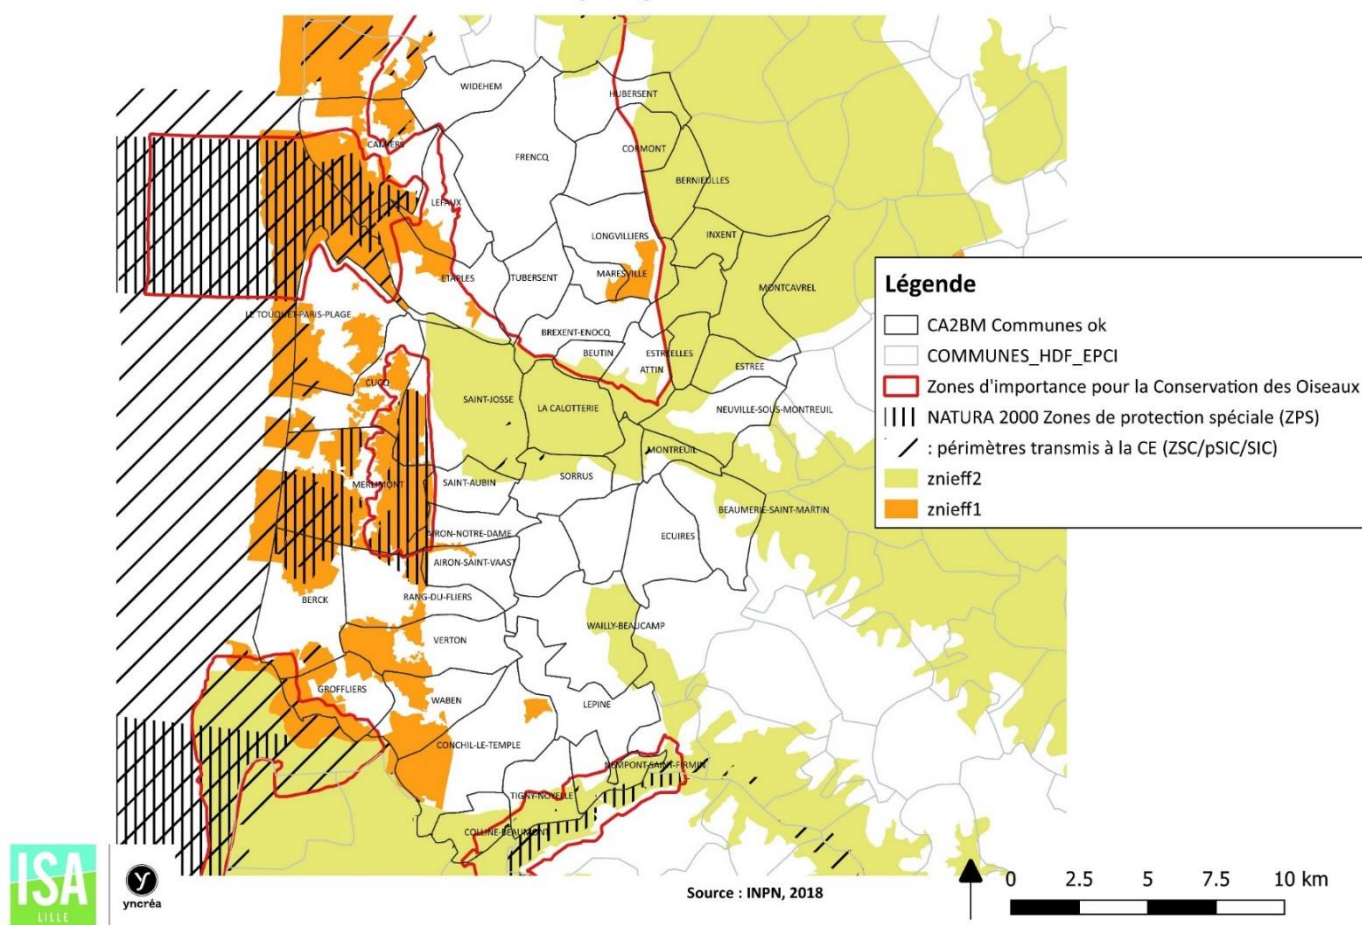 WIDEHEM
HUBERSENT
CAMIERS
FRENCQ
CORMONT
BERNIEULLES
LEFAUX
LONGVILLIERS
INXENT
ETAPLES
TUBERSENT
MARESVILLE
MONTCAVREL
LE TOUQUET-PARIS-PLAGE
BREXENT-ENOCQ
BEUTIN
ESTREELLES
ATTIN
ESTREE
CUCQ
SAINT-JOSSE
LA CALOTTERIE
NEUVILLE-SOUS-MONTREUIL
MONTREUIL
MERLIMONT
SAINT-AUBIN
SORRUS
BEAUMERIE-SAINT-MARTIN
AIRON-NOTRE-DAME
ECUIRES
AIRON-SAINT-VAAST
BERCK
RANG-DU-FLIERS
WAILLY-BEAUCAMP
VERTON
GROFFLIERS
WABEN
LEPINE
CONCHIL-LE-TEMPLE
NEMPONT-SAINT-FIRMIN
TIGNY-NOYELLE
COLLINE-BEAUMONT
Légende
CA2BM Communes ok
COMMUNES_HDF_EPCI
Zones d'importance pour la Conservation des Oiseaux
NATURA 2000 Zones de protection spéciale (ZPS)
: périmètres transmis à la CE (ZSC/pSIC/SIC)
znieff2
znieff1
ISA
LILLE
y
yncréa
Source : INPN, 2018
0 2.5 5 7.5 10 km